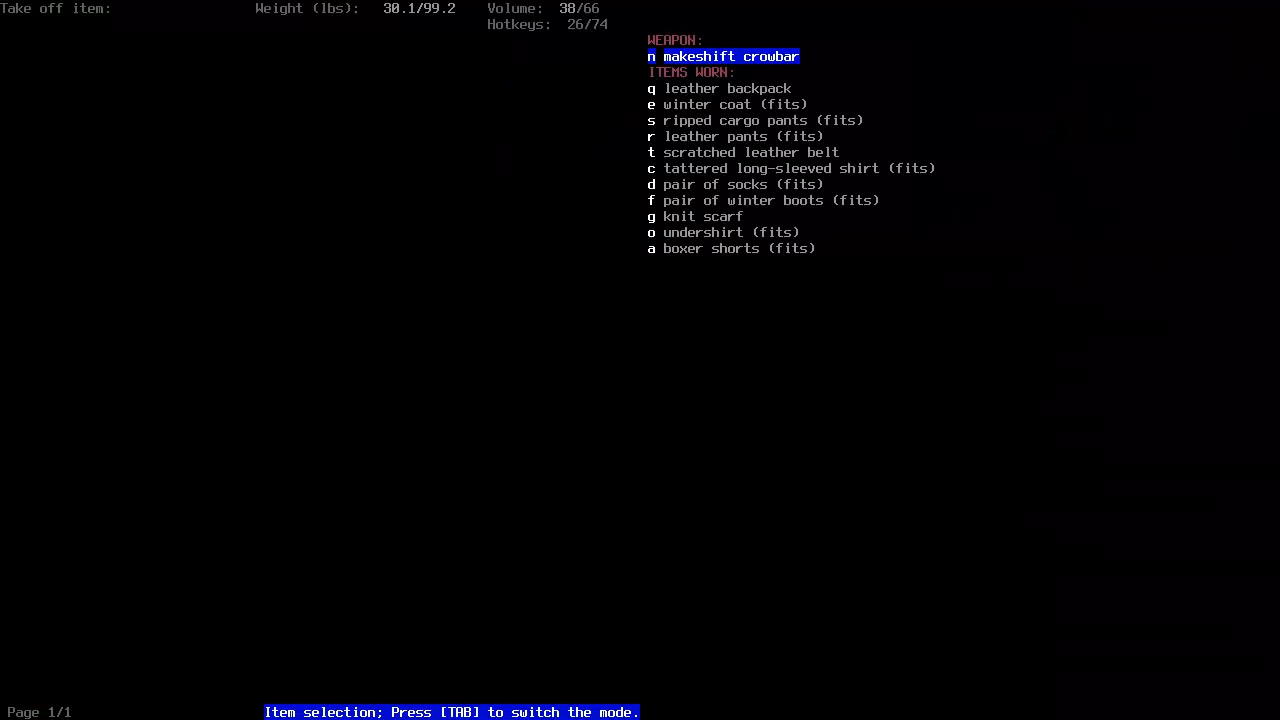 Take off item: Weight (lbs): 30.1/99.2 Volume: 38/66
Hotkeys: 26/74
WEAPON:
n makeshift crowbar
ITEMS WORN:
q leather backpack
e winter coat (fits)
s ripped cargo pants (fits)
r leather pants (fits)
t scratched leather belt
c tattered long-sleeved shirt (fits)
d pair of socks (fits)
f pair of winter boots (fits)
g knit scarf
o undershirt (fits)
a boxer shorts (fits)
Page 1/1 Item selection; Press [TAB] to switch the mode.